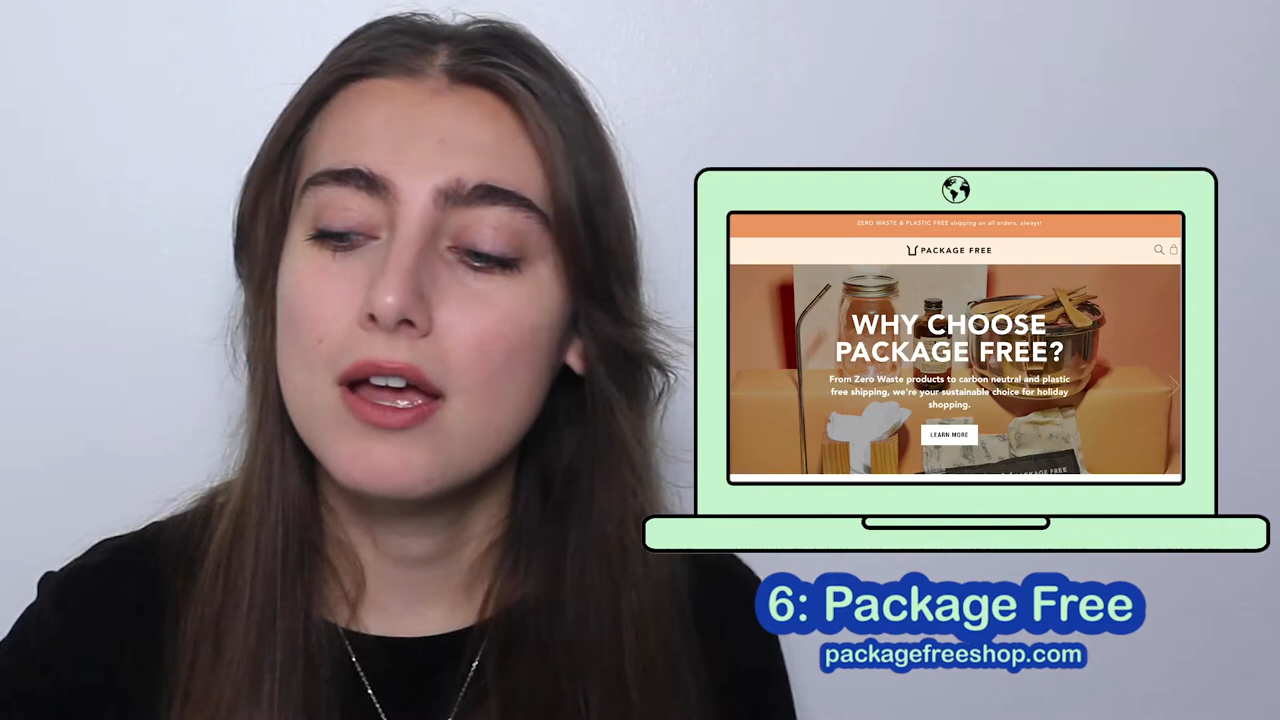 ZERO WASTE & PLASTIC FREE shipping on all orders, always!
PACKAGE FREE
WHY CHOOSE
PACKAGE FREE?
From Zero Waste products to carbon neutral and plastic
free shipping, we're your sustainable choice for holiday
shopping.
LEARN MORE
PACKAGE FREE
6: Package Free
packagefreeshop.com